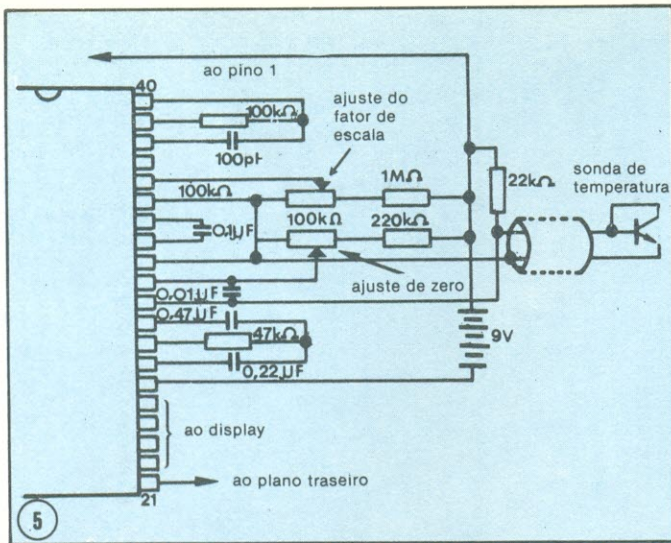 ao pino 1
40
ajuste do
fator de
escala
100kΩ
100pf
100kΩ
1MΩ
22kΩ
sonda de
temperatura
0,1µF
100kΩ
220kΩ
ajuste de zero
0,01µF
0,47µF
47kΩ
9V
0,22µF
ao display
ao plano traseiro
21
5